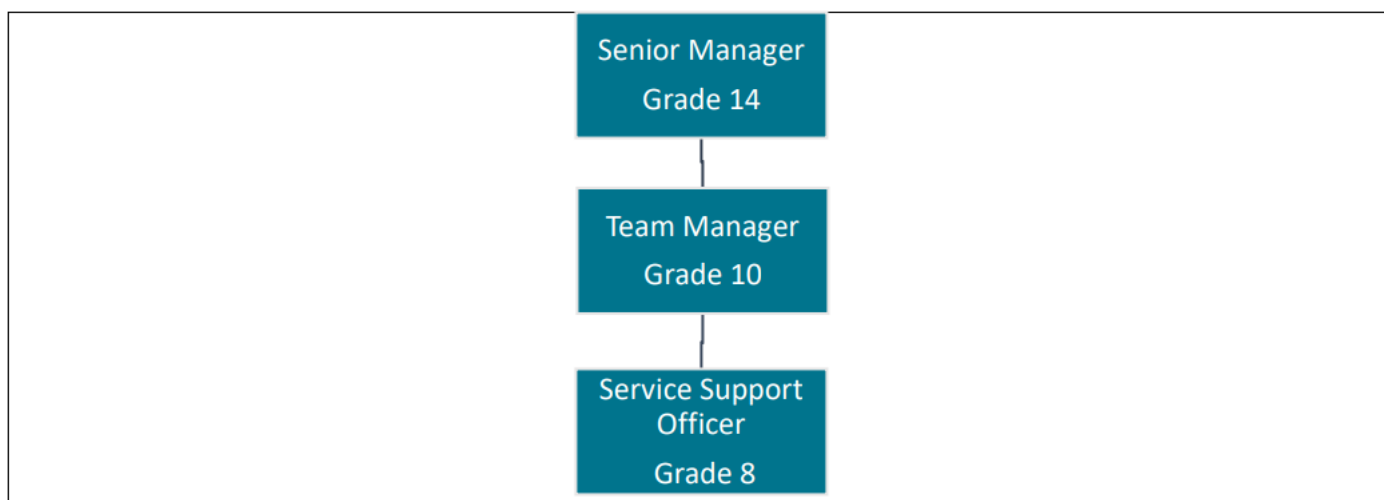 Senior Manager
Grade 14
Team Manager
Grade 10
Service Support
Officer
Grade 8